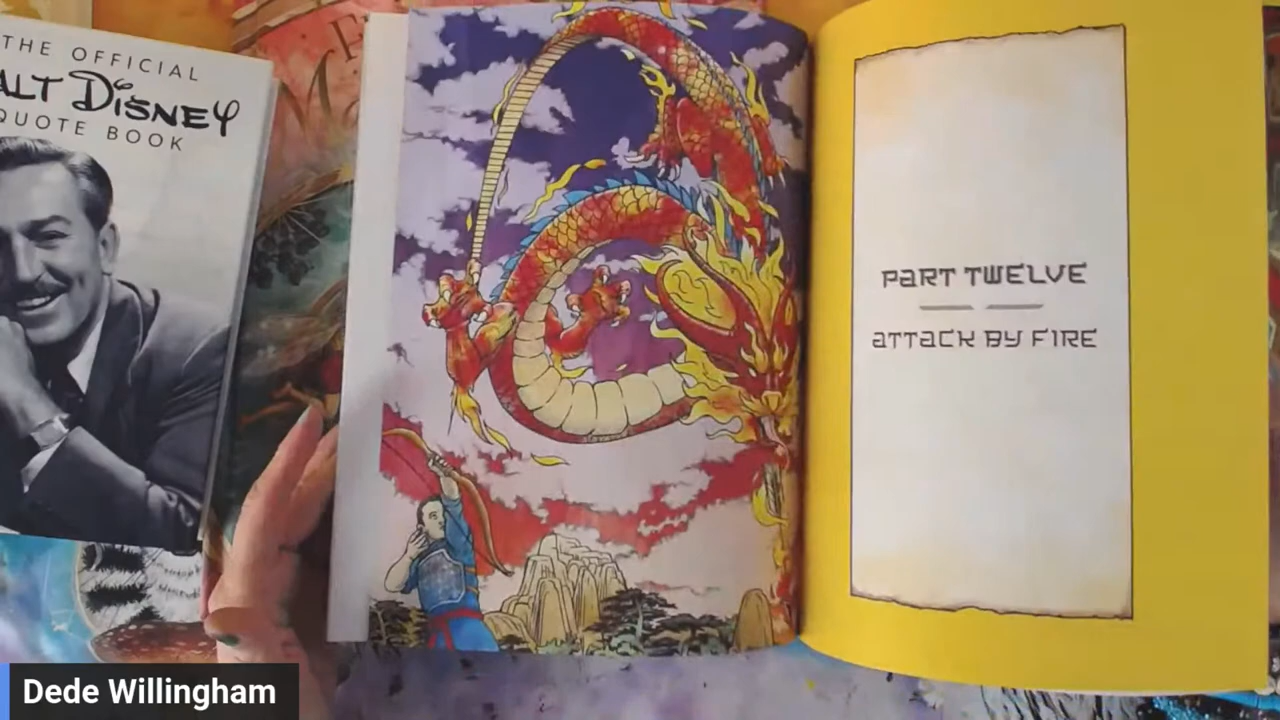 THE OFFICIAL
ALT DISNEY
QUOTE BOOK
PART TWELVE
ATTACK BY FIRE
Dede Willingham